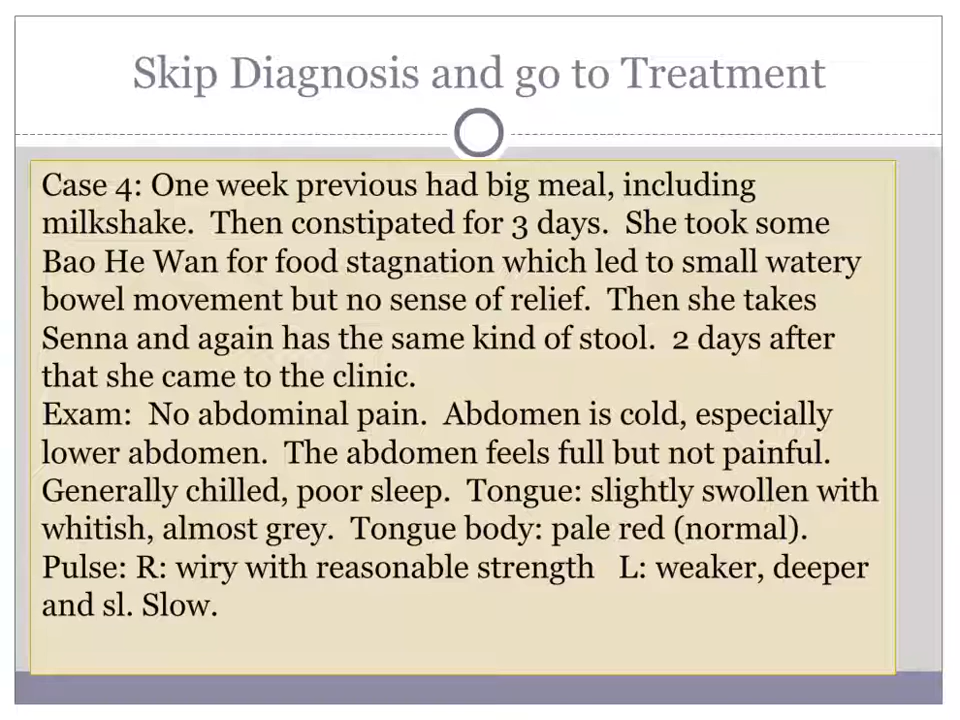 Skip Diagnosis and go to Treatment
Case 4: One week previous had big meal, including
milkshake.  Then constipated for 3 days.  She took some
Bao He Wan for food stagnation which led to small watery
bowel movement but no sense of relief.  Then she takes
Senna and again has the same kind of stool.  2 days after
that she came to the clinic.
Exam:  No abdominal pain.  Abdomen is cold, especially
lower abdomen.  The abdomen feels full but not painful.
Generally chilled, poor sleep.  Tongue: slightly swollen with
whitish, almost grey.  Tongue body: pale red (normal).
Pulse: R: wiry with reasonable strength   L: weaker, deeper
and sl. Slow.